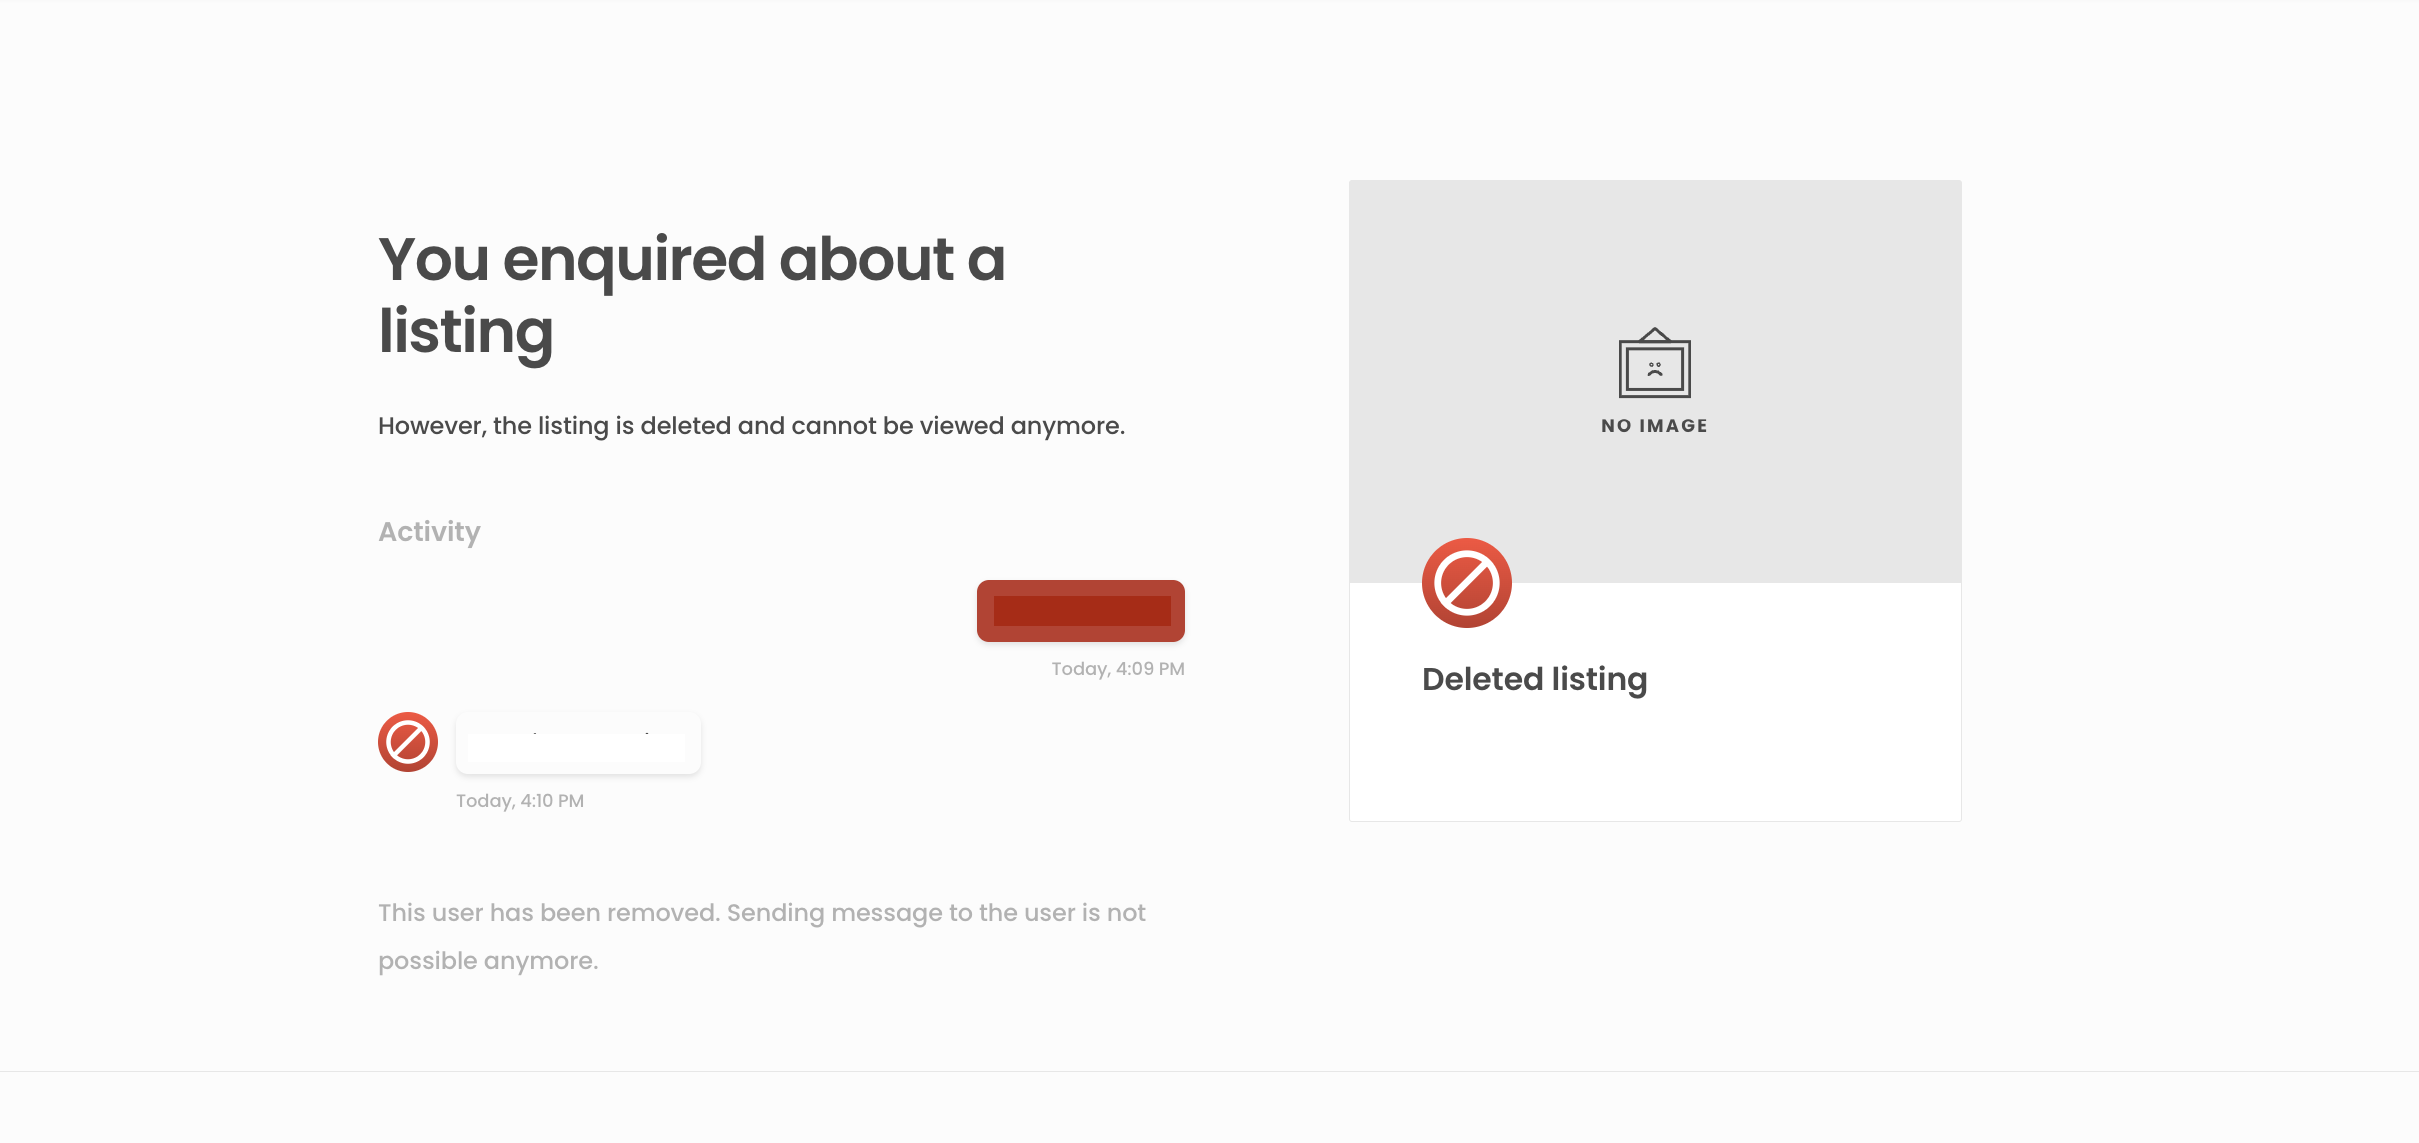 You enquired about a
listing
However, the listing is deleted and cannot be viewed anymore.
Activity
Today, 4:09 PM
Today, 4:10 PM
This user has been removed. Sending message to the user is not
possible anymore.
NO IMAGE
Deleted listing